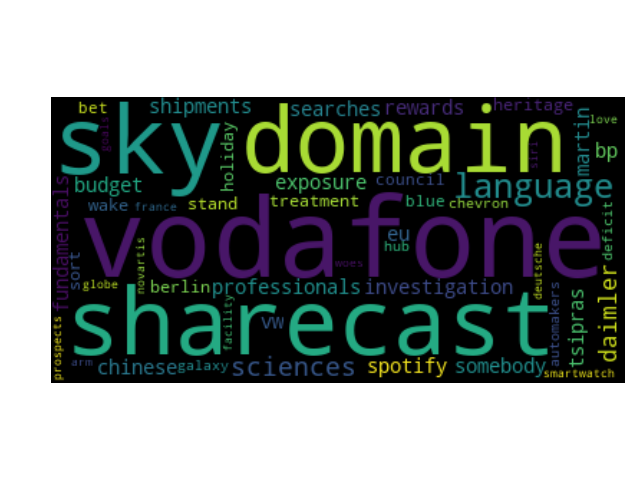 bet shipments searches rewards heritage
goals sky domain siri martin love
holiday bp
budget exposure council language
fundamentals wake france stand treatment blue chevron
vodafone eu hub woes deficit
sort globe novartis berlin professionals investigation deutsche
sharecast facility vw automakers tsipras daimler
prospects arm chinese galaxy sciences spotify somebody smartwatch